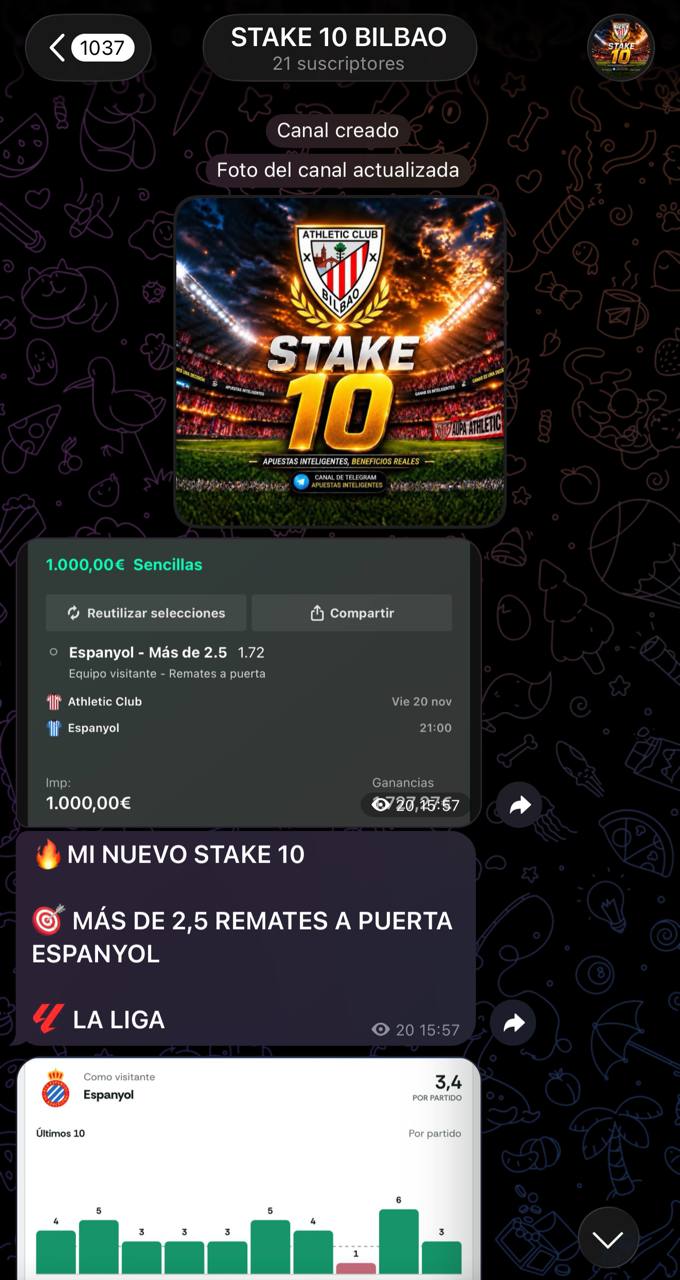 1037
STAKE 10 BILBAO
21 suscriptores
Canal creado
Foto del canal actualizada
ATHLETIC CLUB
BILBAO
STAKE
10
AUPA ATHLETIC
APUESTAS INTELIGENTES, BENEFICIOS REALES
CANAL DE TELEGRAM
APUESTAS INTELIGENTES
1.000,00€ Sencillas
Reutilizar selecciones
Compartir
Espanyol - Más de 2.5 1.72
Equipo visitante - Remates a puerta
Athletic Club Vie 20 nov
Espanyol 21:00
Imp: Ganancias
1.000,00€
20 15:57
🔥MI NUEVO STAKE 10
🎯 MÁS DE 2,5 REMATES A PUERTA
ESPANYOL
LA LIGA
20 15:57
Como visitante
Espanyol
3,4
POR PARTIDO
Últimos 10 Por partido
4 5 3 3 3 5 4 1 6 3